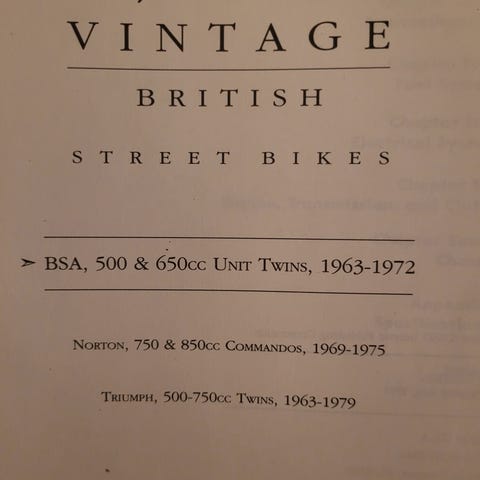 VINTAGE
BRITISH
STREET BIKES
➣ BSA, 500 & 650CC UNIT TWINS, 1963-1972
NORTON, 750 & 850CC COMMANDOS, 1969-1975
TRIUMPH, 500-750CC TWINS, 1963-1979